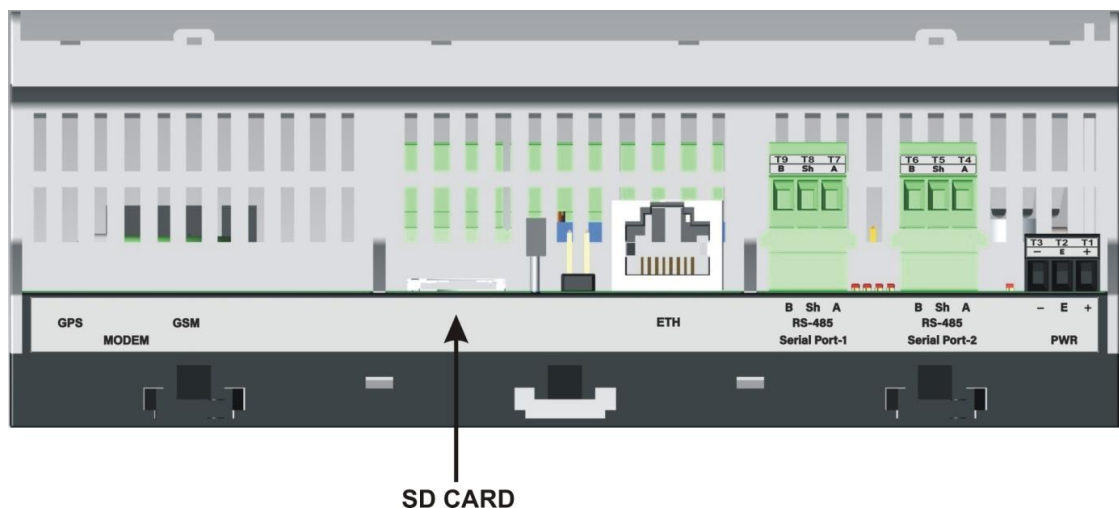 T9 T8 T7
B Sh A
T6 T5 T4
B Sh A
T3 T2 T1
– E +
GPS
MODEM
GSM
ETH
B Sh A
RS-485
Serial Port-1
B Sh A
RS-485
Serial Port-2
– E +
PWR
SD CARD